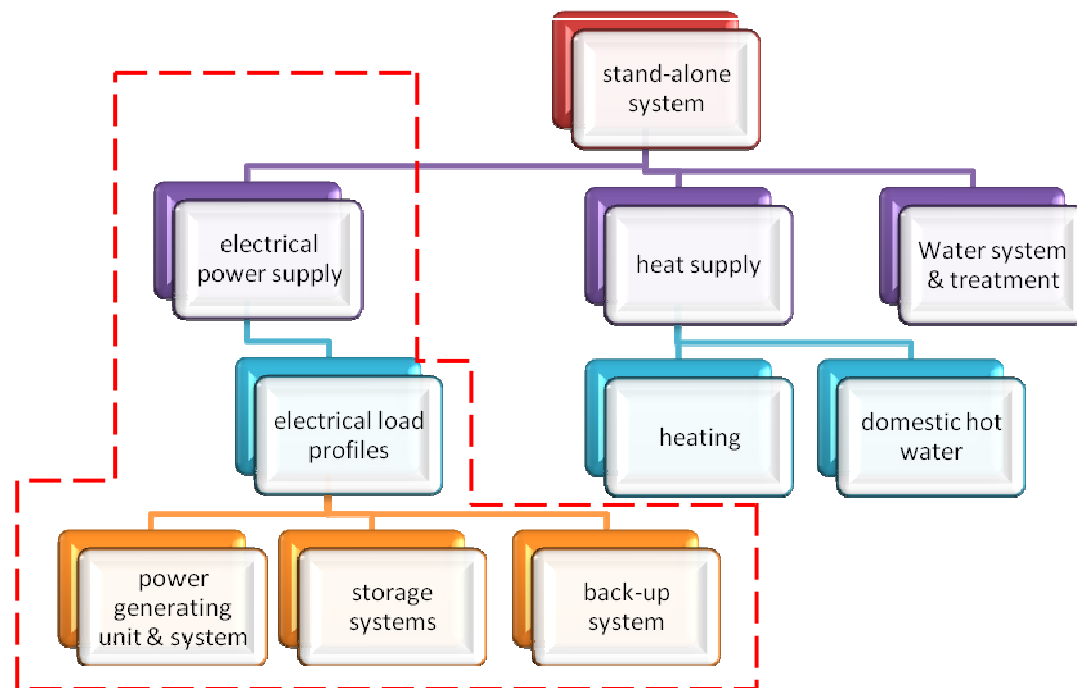 stand-alone
system
electrical
power supply
heat supply
Water system
& treatment
electrical load
profiles
heating
domestic hot
water
power
generating
unit & system
storage
systems
back-up
system